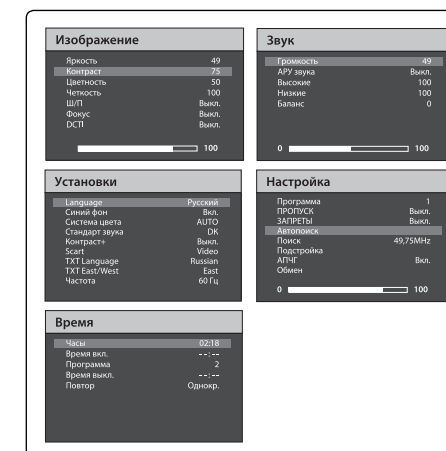 Изображение
Яркость 49
Контраст 75
Цветность 50
Четкость 100
Ш/П Выкл.
Фокус Выкл.
DCTI Выкл.
100
Звук
Громкость 49
АРУ звука Выкл.
Высокие 100
Низкие 100
Баланс 0
0 100
Установки
Language Русский
Синий фон Вкл.
Система цвета AUTO
Стандарт звука DK
Контраст+ Выкл.
Scart Video
TXT Language Russian
TXT East/West East
Частота 60 Гц
Настройка
Программа 1
ПРОПУСК Выкл.
ЗАПРЕТЫ Выкл.
Автопоиск
Поиск 49,75MHz
Подстройка
АПЧГ Вкл.
Обмен
0 100
Время
Часы 02:18
Время вкл. --:--
Программа 2
Время выкл. --:--
Повтор Однокр.